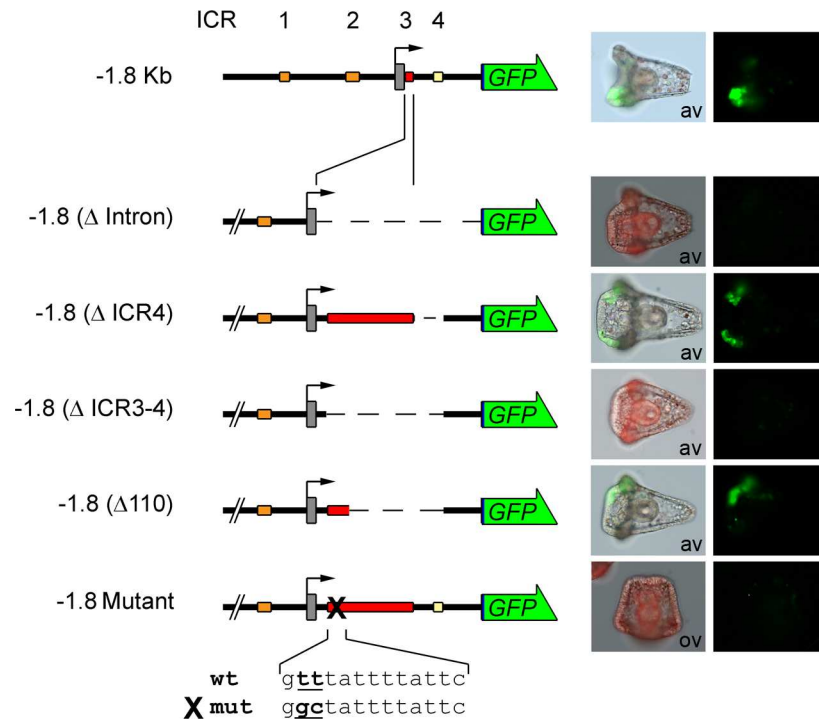 ICR 1 2 3 4
-1.8 Kb GFP av
-1.8 (Δ Intron) GFP av
-1.8 (Δ ICR4) GFP av
-1.8 (Δ ICR3-4) GFP av
-1.8 (Δ110) GFP av
-1.8 Mutant X GFP ov
wt gtttattttattc
X mut ggctattttattc